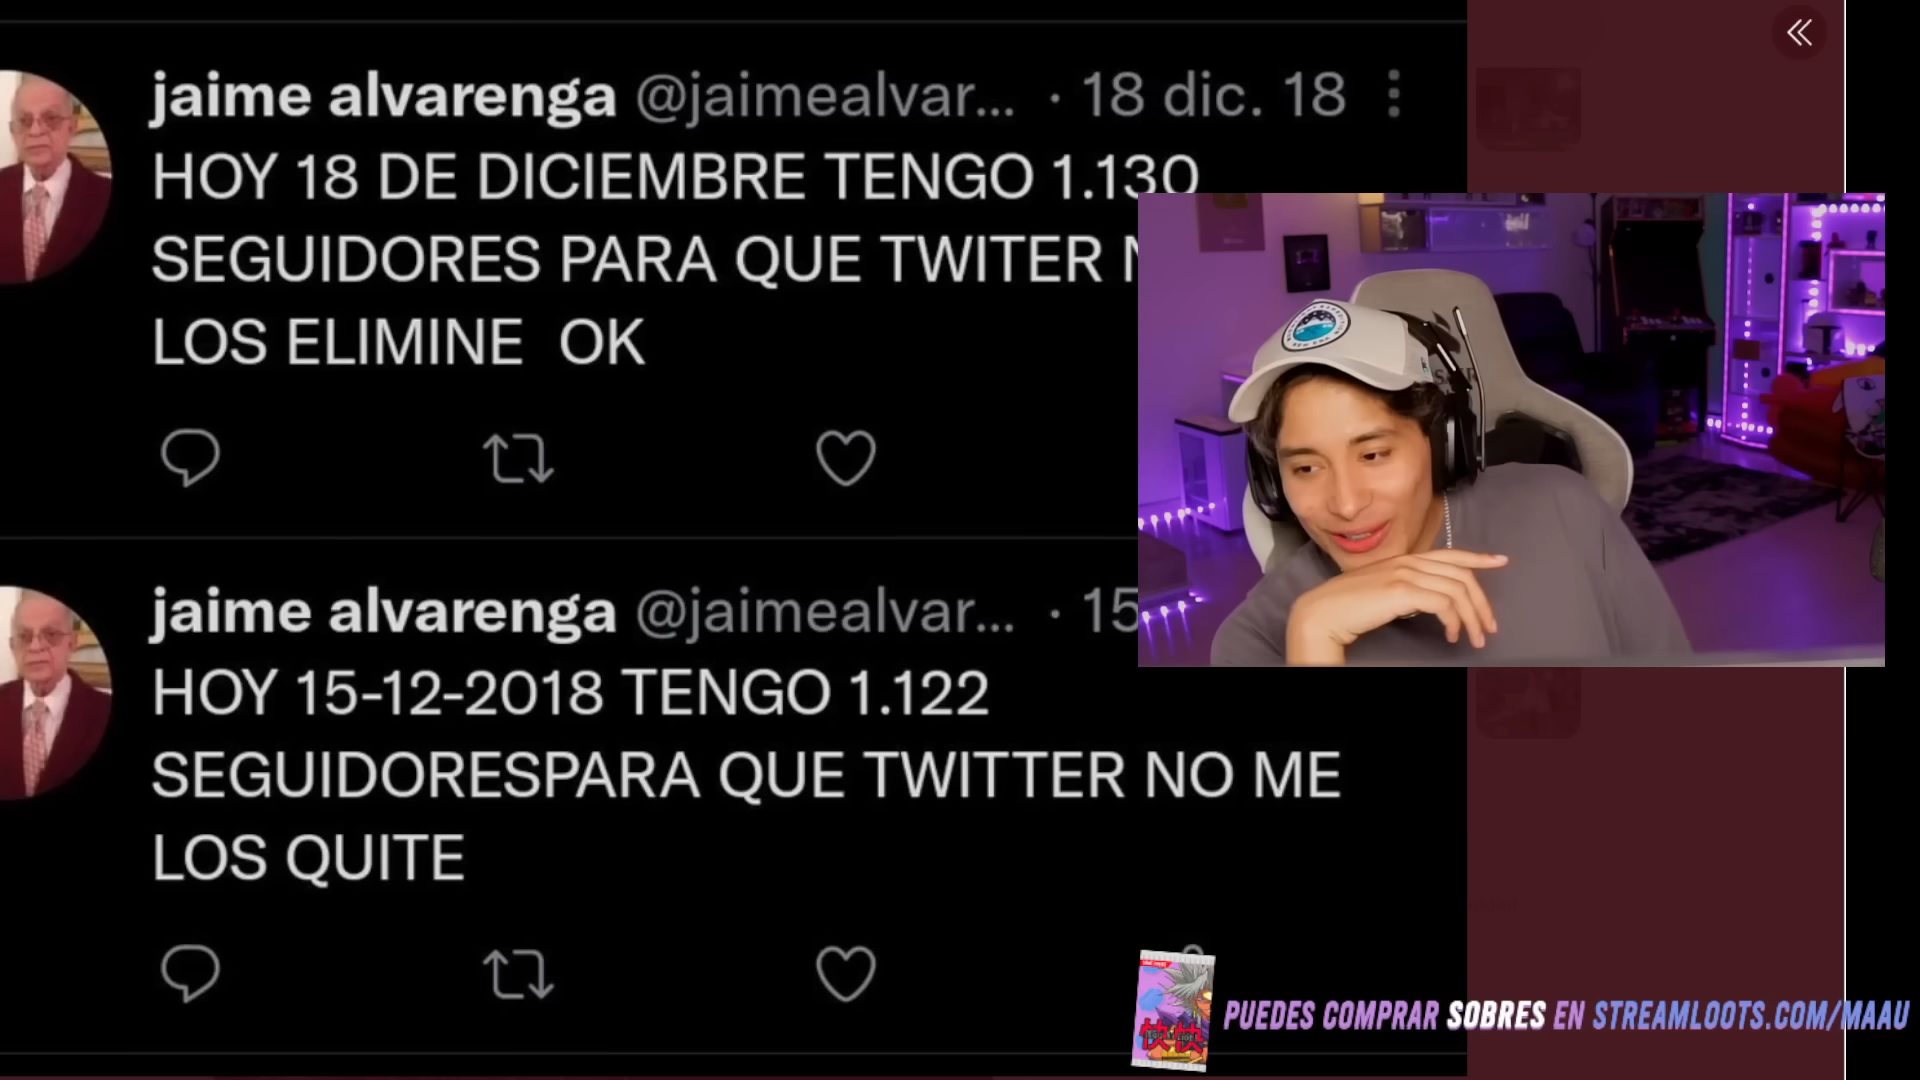 jaime alvarenga @jaimealvar... · 18 dic. 18
HOY 18 DE DICIEMBRE TENGO 1.130
SEGUIDORES PARA QUE TWITER
LOS ELIMINE OK
jaime alvarenga @jaimealvar... · 15
HOY 15-12-2018 TENGO 1.122
SEGUIDORESPARA QUE TWITTER NO ME
LOS QUITE
PUEDES COMPRAR SOBRES EN STREAMLOOTS.COM/MAAU